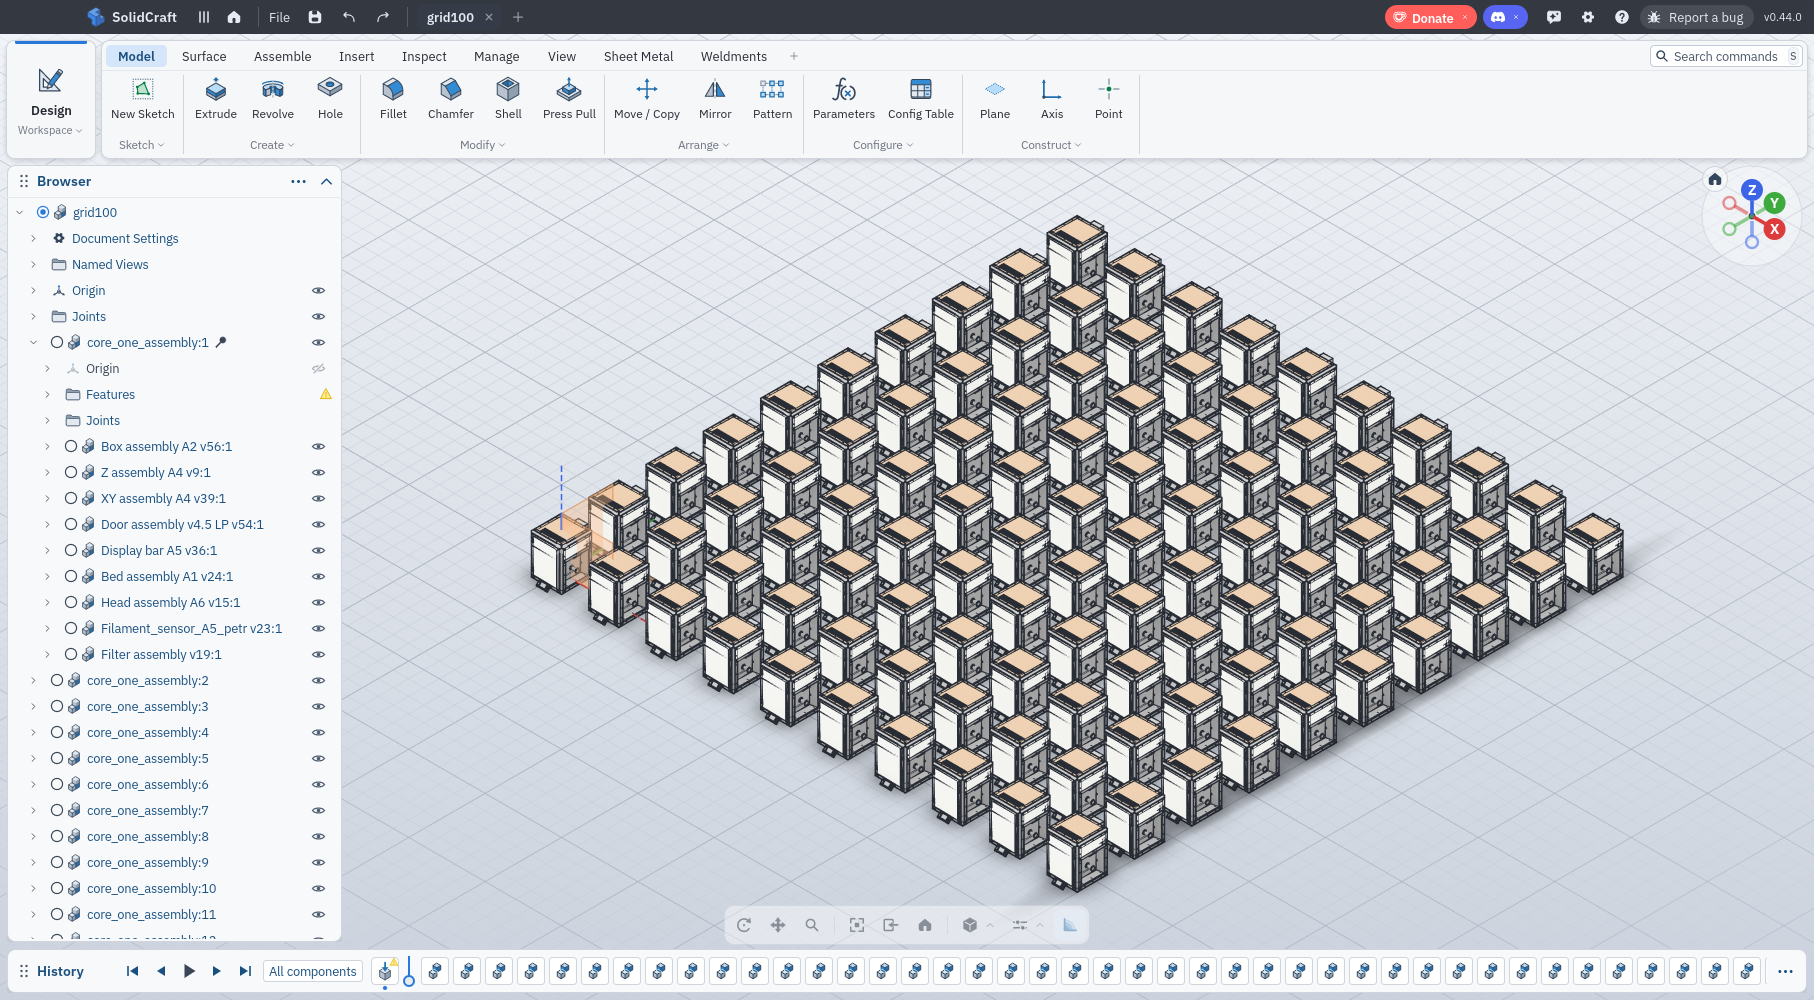 SolidCraft
File
grid100
Donate
Report a bug
v0.44.0
Design
Workspace
Model
Surface
Assemble
Insert
Inspect
Manage
View
Sheet Metal
Weldments
Search commands
S
New Sketch
Extrude
Revolve
Hole
Fillet
Chamfer
Shell
Press Pull
Move / Copy
Mirror
Pattern
Parameters
Config Table
Plane
Axis
Point
Sketch
Create
Modify
Arrange
Configure
Construct
Browser
grid100
Document Settings
Named Views
Origin
Joints
core_one_assembly:1
Origin
Features
Joints
Box assembly A2 v56:1
Z assembly A4 v9:1
XY assembly A4 v39:1
Door assembly v4.5 LP v54:1
Display bar A5 v36:1
Bed assembly A1 v24:1
Head assembly A6 v15:1
Filament_sensor_A5_petr v23:1
Filter assembly v19:1
core_one_assembly:2
core_one_assembly:3
core_one_assembly:4
core_one_assembly:5
core_one_assembly:6
core_one_assembly:7
core_one_assembly:8
core_one_assembly:9
core_one_assembly:10
core_one_assembly:11
Z
Y
X
History
All components